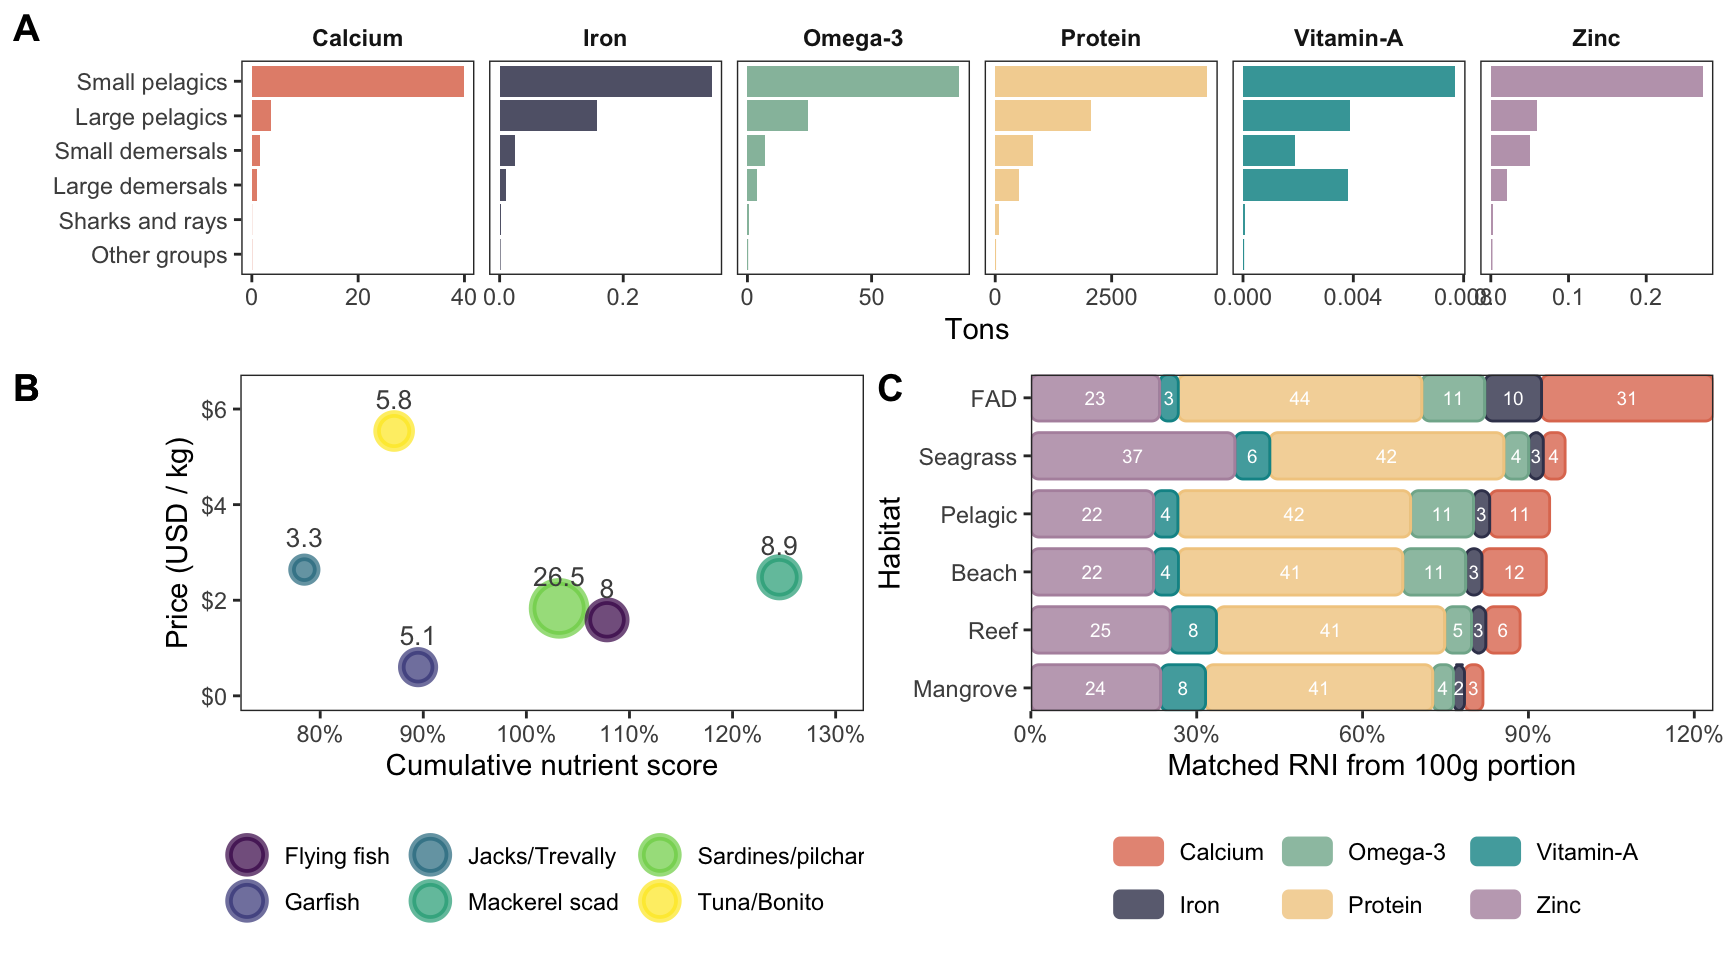 A
Calcium Iron Omega-3 Protein Vitamin-A Zinc
Small pelagics
Large pelagics
Small demersals
Large demersals
Sharks and rays
Other groups
0 20 40 0.0 0.2 0 50 0 2500 0.000 0.004 0.008 0.0 0.1 0.2
Tons
B
Price (USD / kg)
$6
$4
$2
$0
5.8
3.3
8.9
26.5
8
5.1
80% 90% 100% 110% 120% 130%
Cumulative nutrient score
Flying fish Jacks/Trevally Sardines/pilchar
Garfish Mackerel scad Tuna/Bonito
C
Habitat
FAD 23 3 44 11 10 31
Seagrass 37 6 42 4 3 4
Pelagic 22 4 42 11 3 11
Beach 22 4 41 11 3 12
Reef 25 8 41 5 3 6
Mangrove 24 8 41 4 2 3
0% 30% 60% 90% 120%
Matched RNI from 100g portion
Calcium Omega-3 Vitamin-A
Iron Protein Zinc